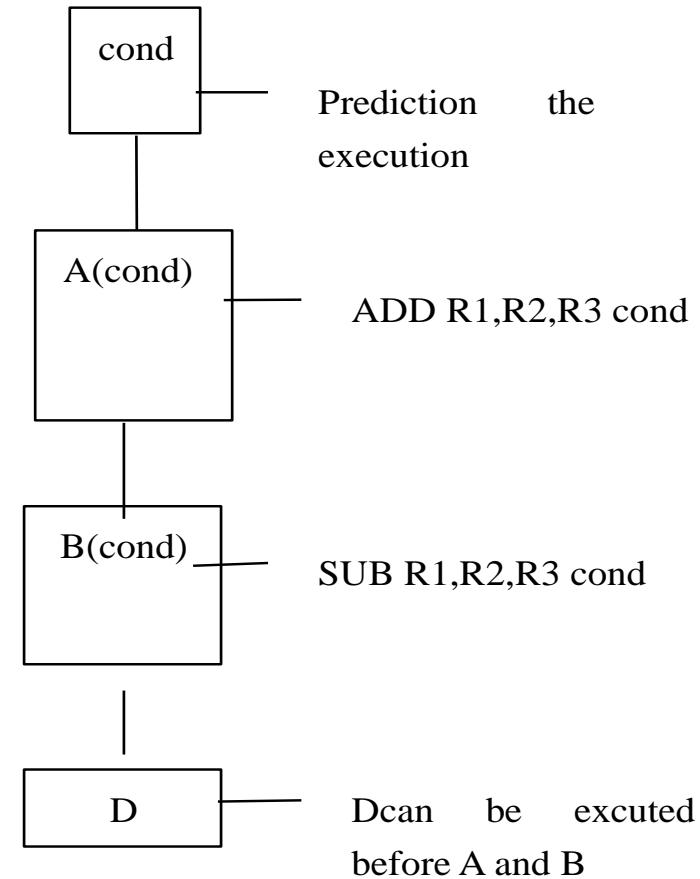 cond
Prediction the
execution
A(cond)
ADD R1,R2,R3 cond
B(cond)
SUB R1,R2,R3 cond
D
Dcan be excuted
before A and B